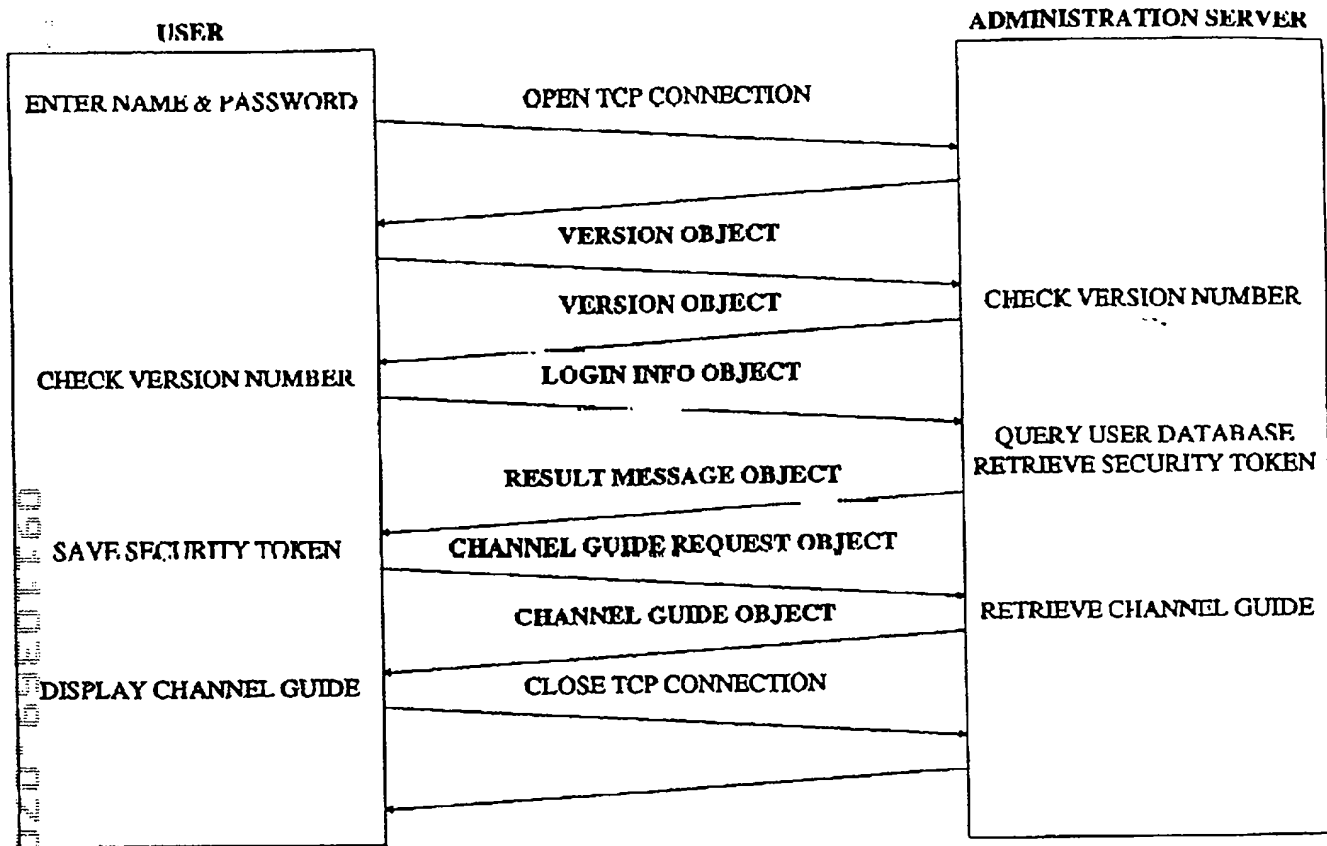 USER
ADMINISTRATION SERVER
ENTER NAME & PASSWORD
OPEN TCP CONNECTION
VERSION OBJECT
VERSION OBJECT
CHECK VERSION NUMBER
CHECK VERSION NUMBER
LOGIN INFO OBJECT
QUERY USER DATABASE
RETRIEVE SECURITY TOKEN
RESULT MESSAGE OBJECT
SAVE SECURITY TOKEN
CHANNEL GUIDE REQUEST OBJECT
CHANNEL GUIDE OBJECT
RETRIEVE CHANNEL GUIDE
DISPLAY CHANNEL GUIDE
CLOSE TCP CONNECTION